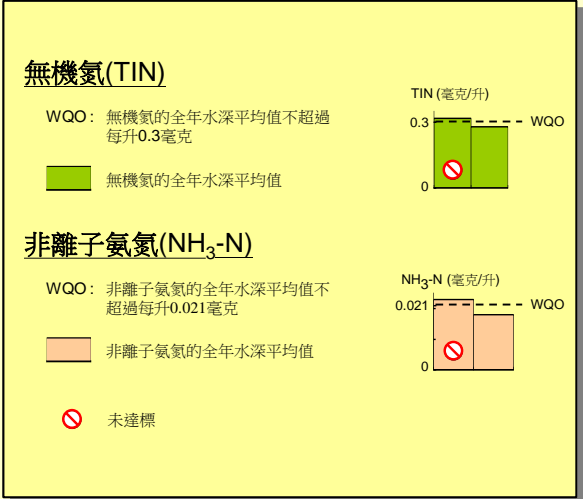 無機氮(TIN)
WQO： 無機氮的全年水深平均值不超過
每升0.3毫克
無機氮的全年水深平均值
TIN (毫克/升)
0.3
WQO
0
非離子氨氮(NH3-N)
WQO： 非離子氨氮的全年水深平均值不
超過每升0.021毫克
非離子氨氮的全年水深平均值
NH3-N (毫克/升)
0.021
WQO
0
未達標